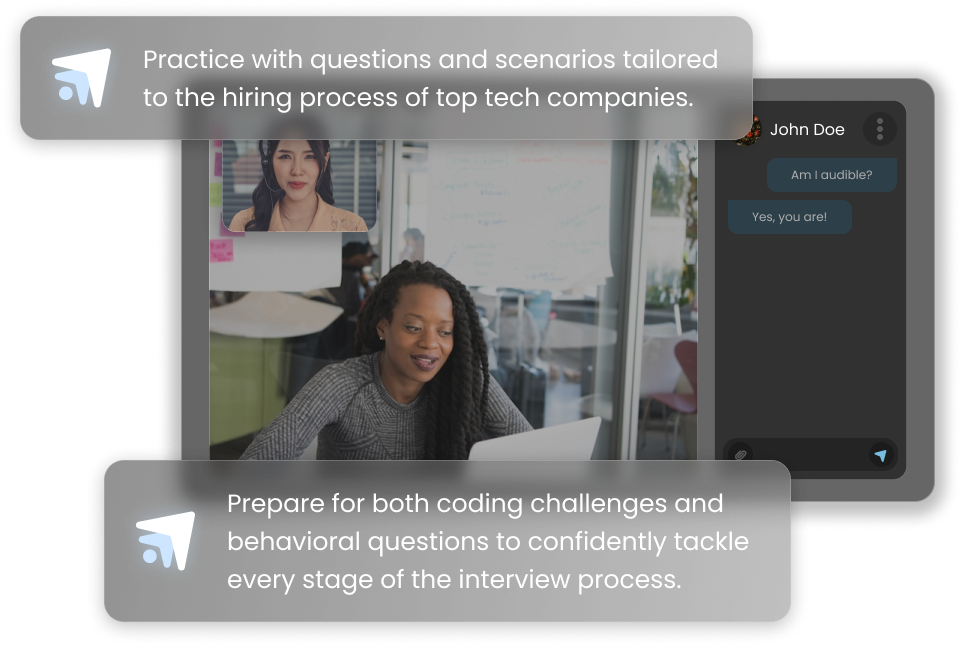 Practice with questions and scenarios tailored
to the hiring process of top tech companies.
John Doe
Am I audible?
Yes, you are!
Prepare for both coding challenges and
behavioral questions to confidently tackle
every stage of the interview process.